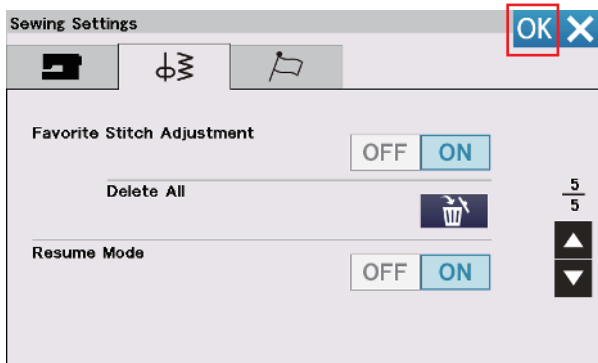 Sewing Settings
OK
Favorite Stitch Adjustment
OFF ON
Delete All
5
5
Resume Mode
OFF ON